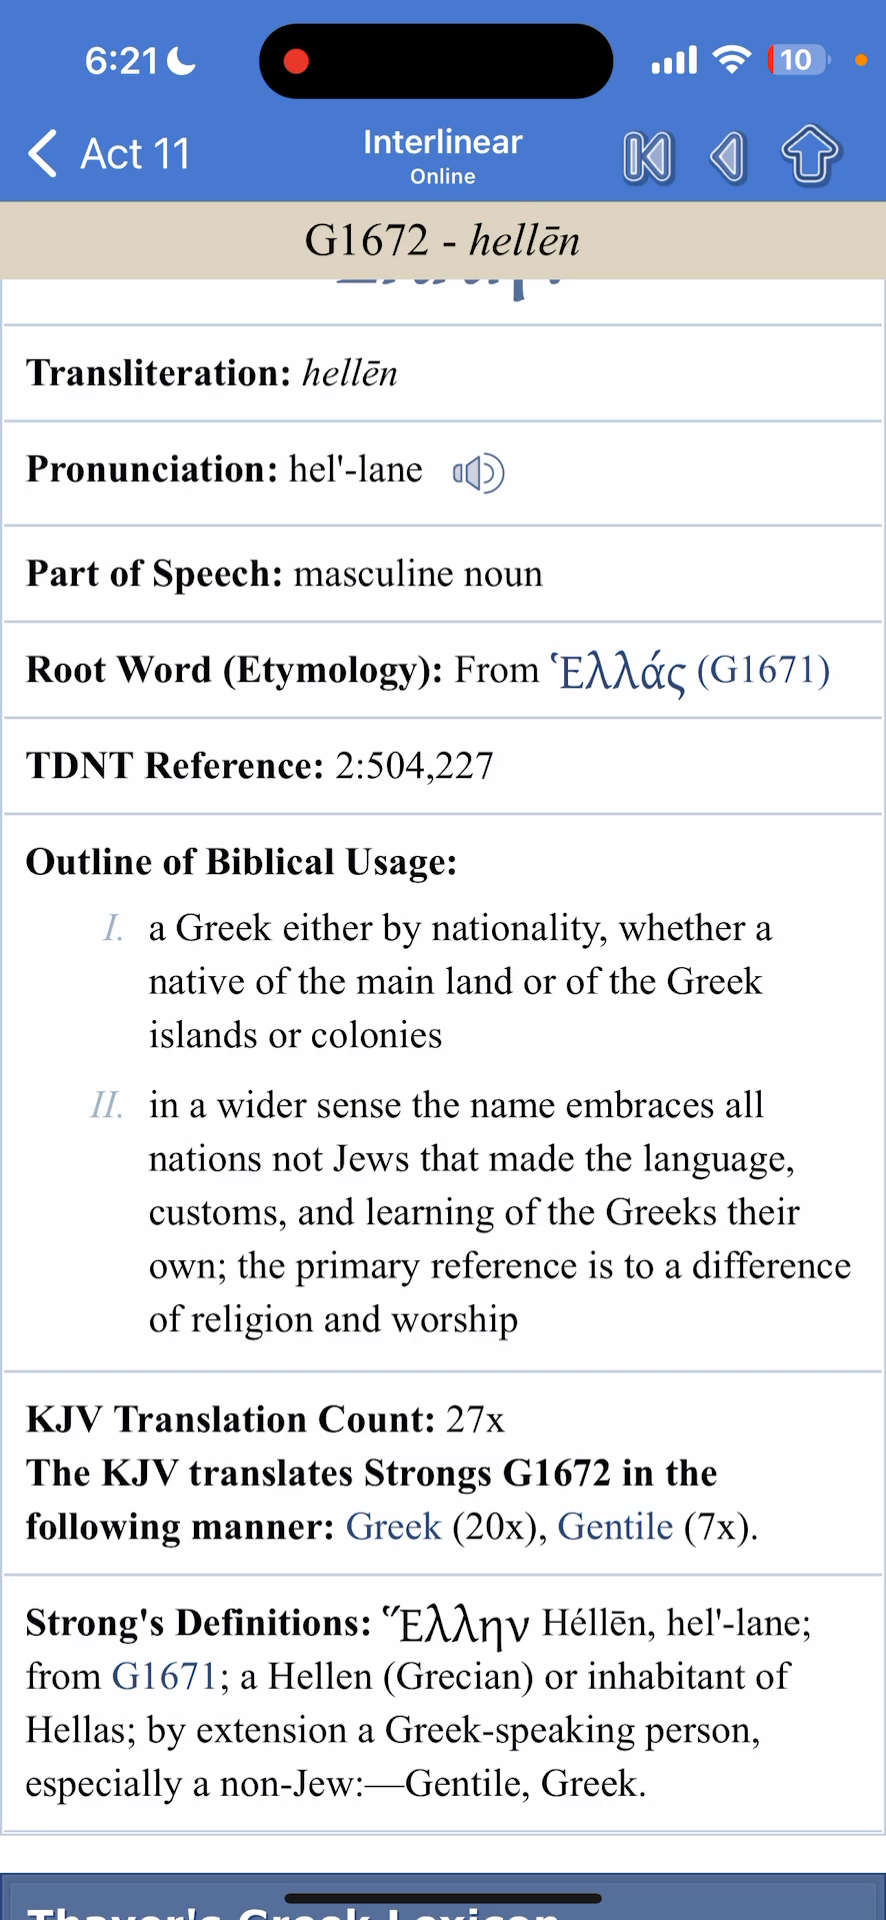 6:21
10
Act 11
Interlinear
Online
G1672 - hellēn
Transliteration: hellēn
Pronunciation: hel'-lane
Part of Speech: masculine noun
Root Word (Etymology): From Ἑλλάς (G1671)
TDNT Reference: 2:504,227
Outline of Biblical Usage:
I. a Greek either by nationality, whether a
native of the main land or of the Greek
islands or colonies
II. in a wider sense the name embraces all
nations not Jews that made the language,
customs, and learning of the Greeks their
own; the primary reference is to a difference
of religion and worship
KJV Translation Count: 27x
The KJV translates Strongs G1672 in the
following manner: Greek (20x), Gentile (7x).
Strong's Definitions: Ἕλλην Héllēn, hel'-lane;
from G1671; a Hellen (Grecian) or inhabitant of
Hellas; by extension a Greek-speaking person,
especially a non-Jew:—Gentile, Greek.
Thayer's Greek Lexicon